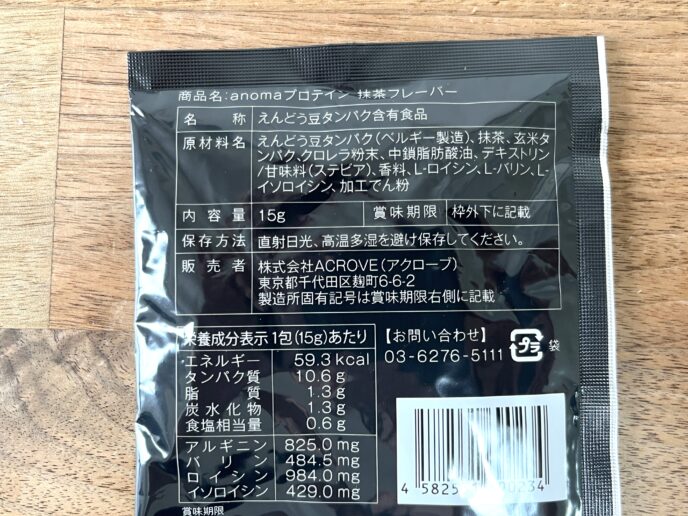 商品名:anomaプロテイン 抹茶フレーバー
名 称 えんどう豆タンパク含有食品
原材料名 えんどう豆タンパク(ベルギー製造)、抹茶、玄米タ
ンパク、クロレラ粉末、中鎖脂肪酸油、デキストリン
/甘味料(ステビア)、香料、L-ロイシン、L-バリン、L-
イソロイシン、加工でん粉
内容量 15g 賞味期限 枠外下に記載
保存方法 直射日光、高温多湿を避け保存してください。
販売者 株式会社ACROVE(アクローブ)
東京都千代田区麹町6-6-2
製造所固有記号は賞味期限右側に記載
栄養成分表示 1包(15g)あたり
エネルギー 59.3kcal
タンパク質 10.6g
脂質 1.3g
炭水化物 1.3g
食塩相当量 0.6g
アルギニン 825.0mg
バリン 484.5mg
ロイシン 984.0mg
イソロイシン 429.0mg
賞味期限
【お問い合わせ】
03-6276-5111
プラ 袋
4 5825
0234